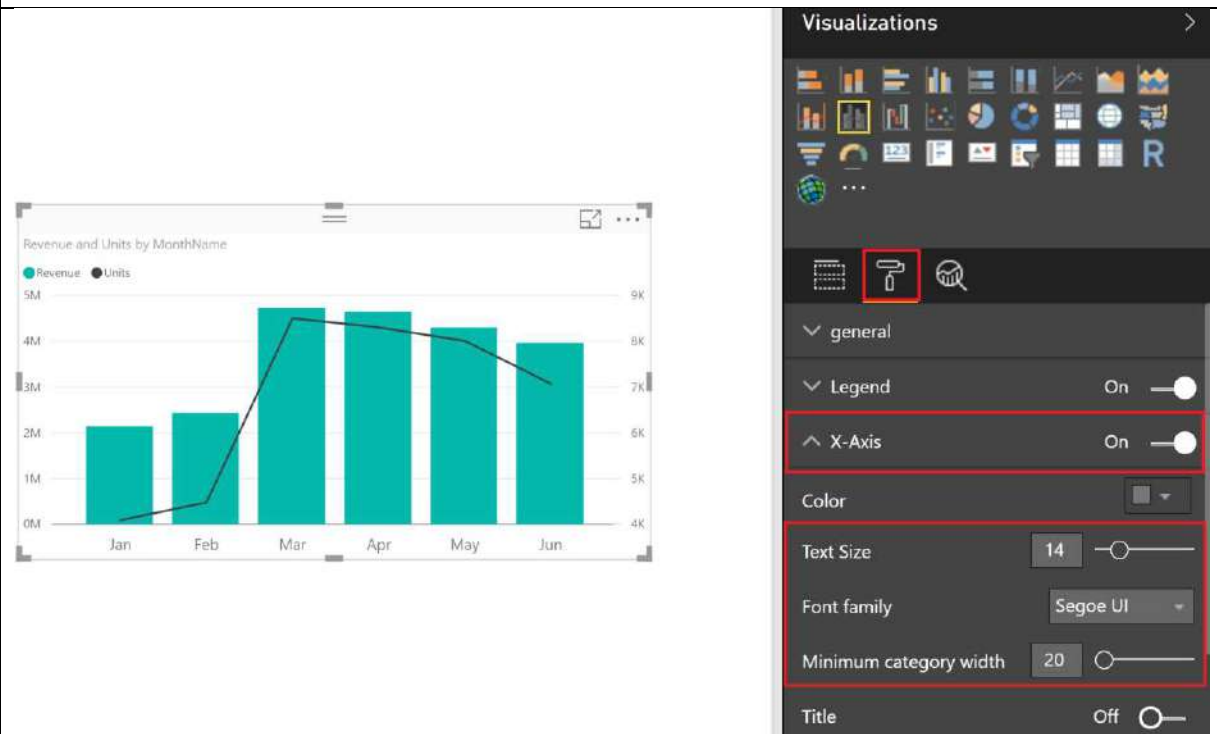 Visualizations
123
R
Revenue and Units by MonthName
Revenue Units
5M 9K
4M 8K
3M 7K
2M 6K
1M 5K
0M 4K
Jan Feb Mar Apr May Jun
general
Legend On
X-Axis On
Color
Text Size 14
Font family Segoe UI
Minimum category width 20
Title Off